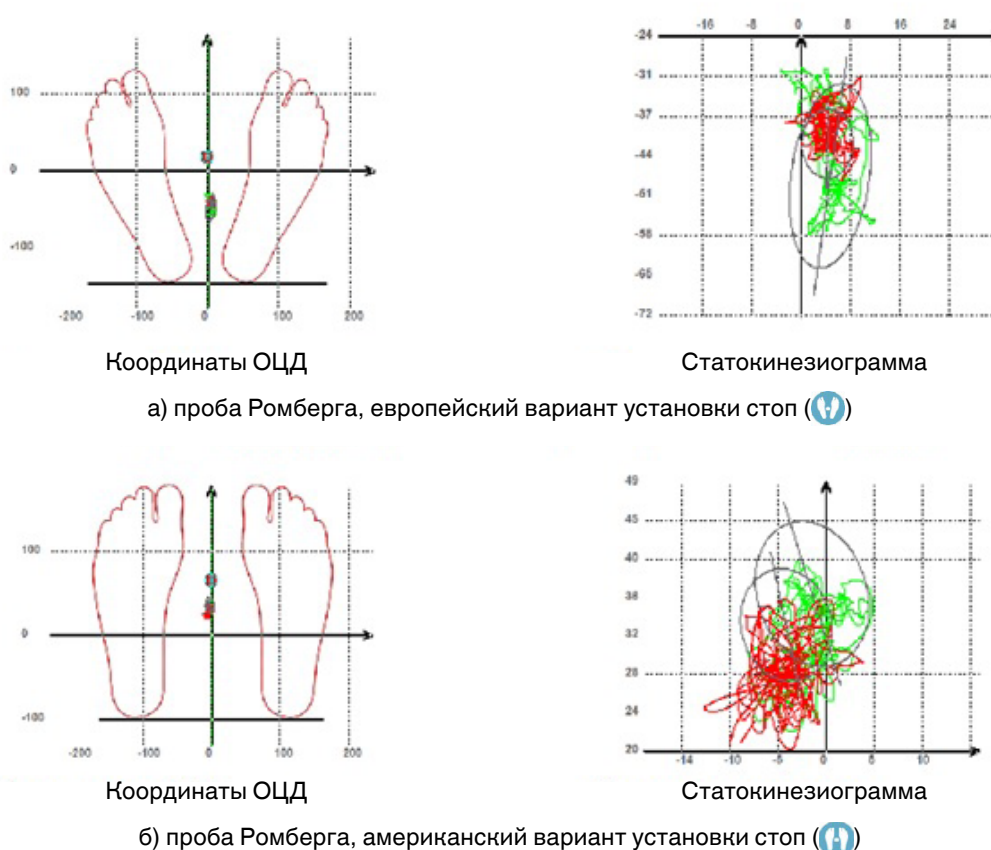 -16 -8 0 8 16 24
-24
-31
-37
-44
-51
-58
-65
-72
100
0
-100
-200 -100 0 100 200
Координаты ОЦД
Статокинезиограмма
а) проба Ромберга, европейский вариант установки стоп ()
100
0
-100
-200 -100 0 100 200
49
45
40
36
32
28
24
20
-14 -10 -5 0 5 10
Координаты ОЦД
Статокинезиограмма
б) проба Ромберга, американский вариант установки стоп ()